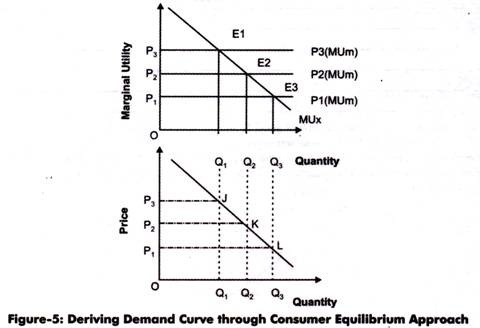 E1
P3 P3(MUm)
E2
P2 P2(MUm)
E3
P1 P1(MUm)
MUx
Marginal Utility
O
Q1 Q2 Q3 Quantity
P3 J
P2 K
P1 L
Price
O
Q1 Q2 Q3
Quantity
Figure-5: Deriving Demand Curve through Consumer Equilibrium Approach